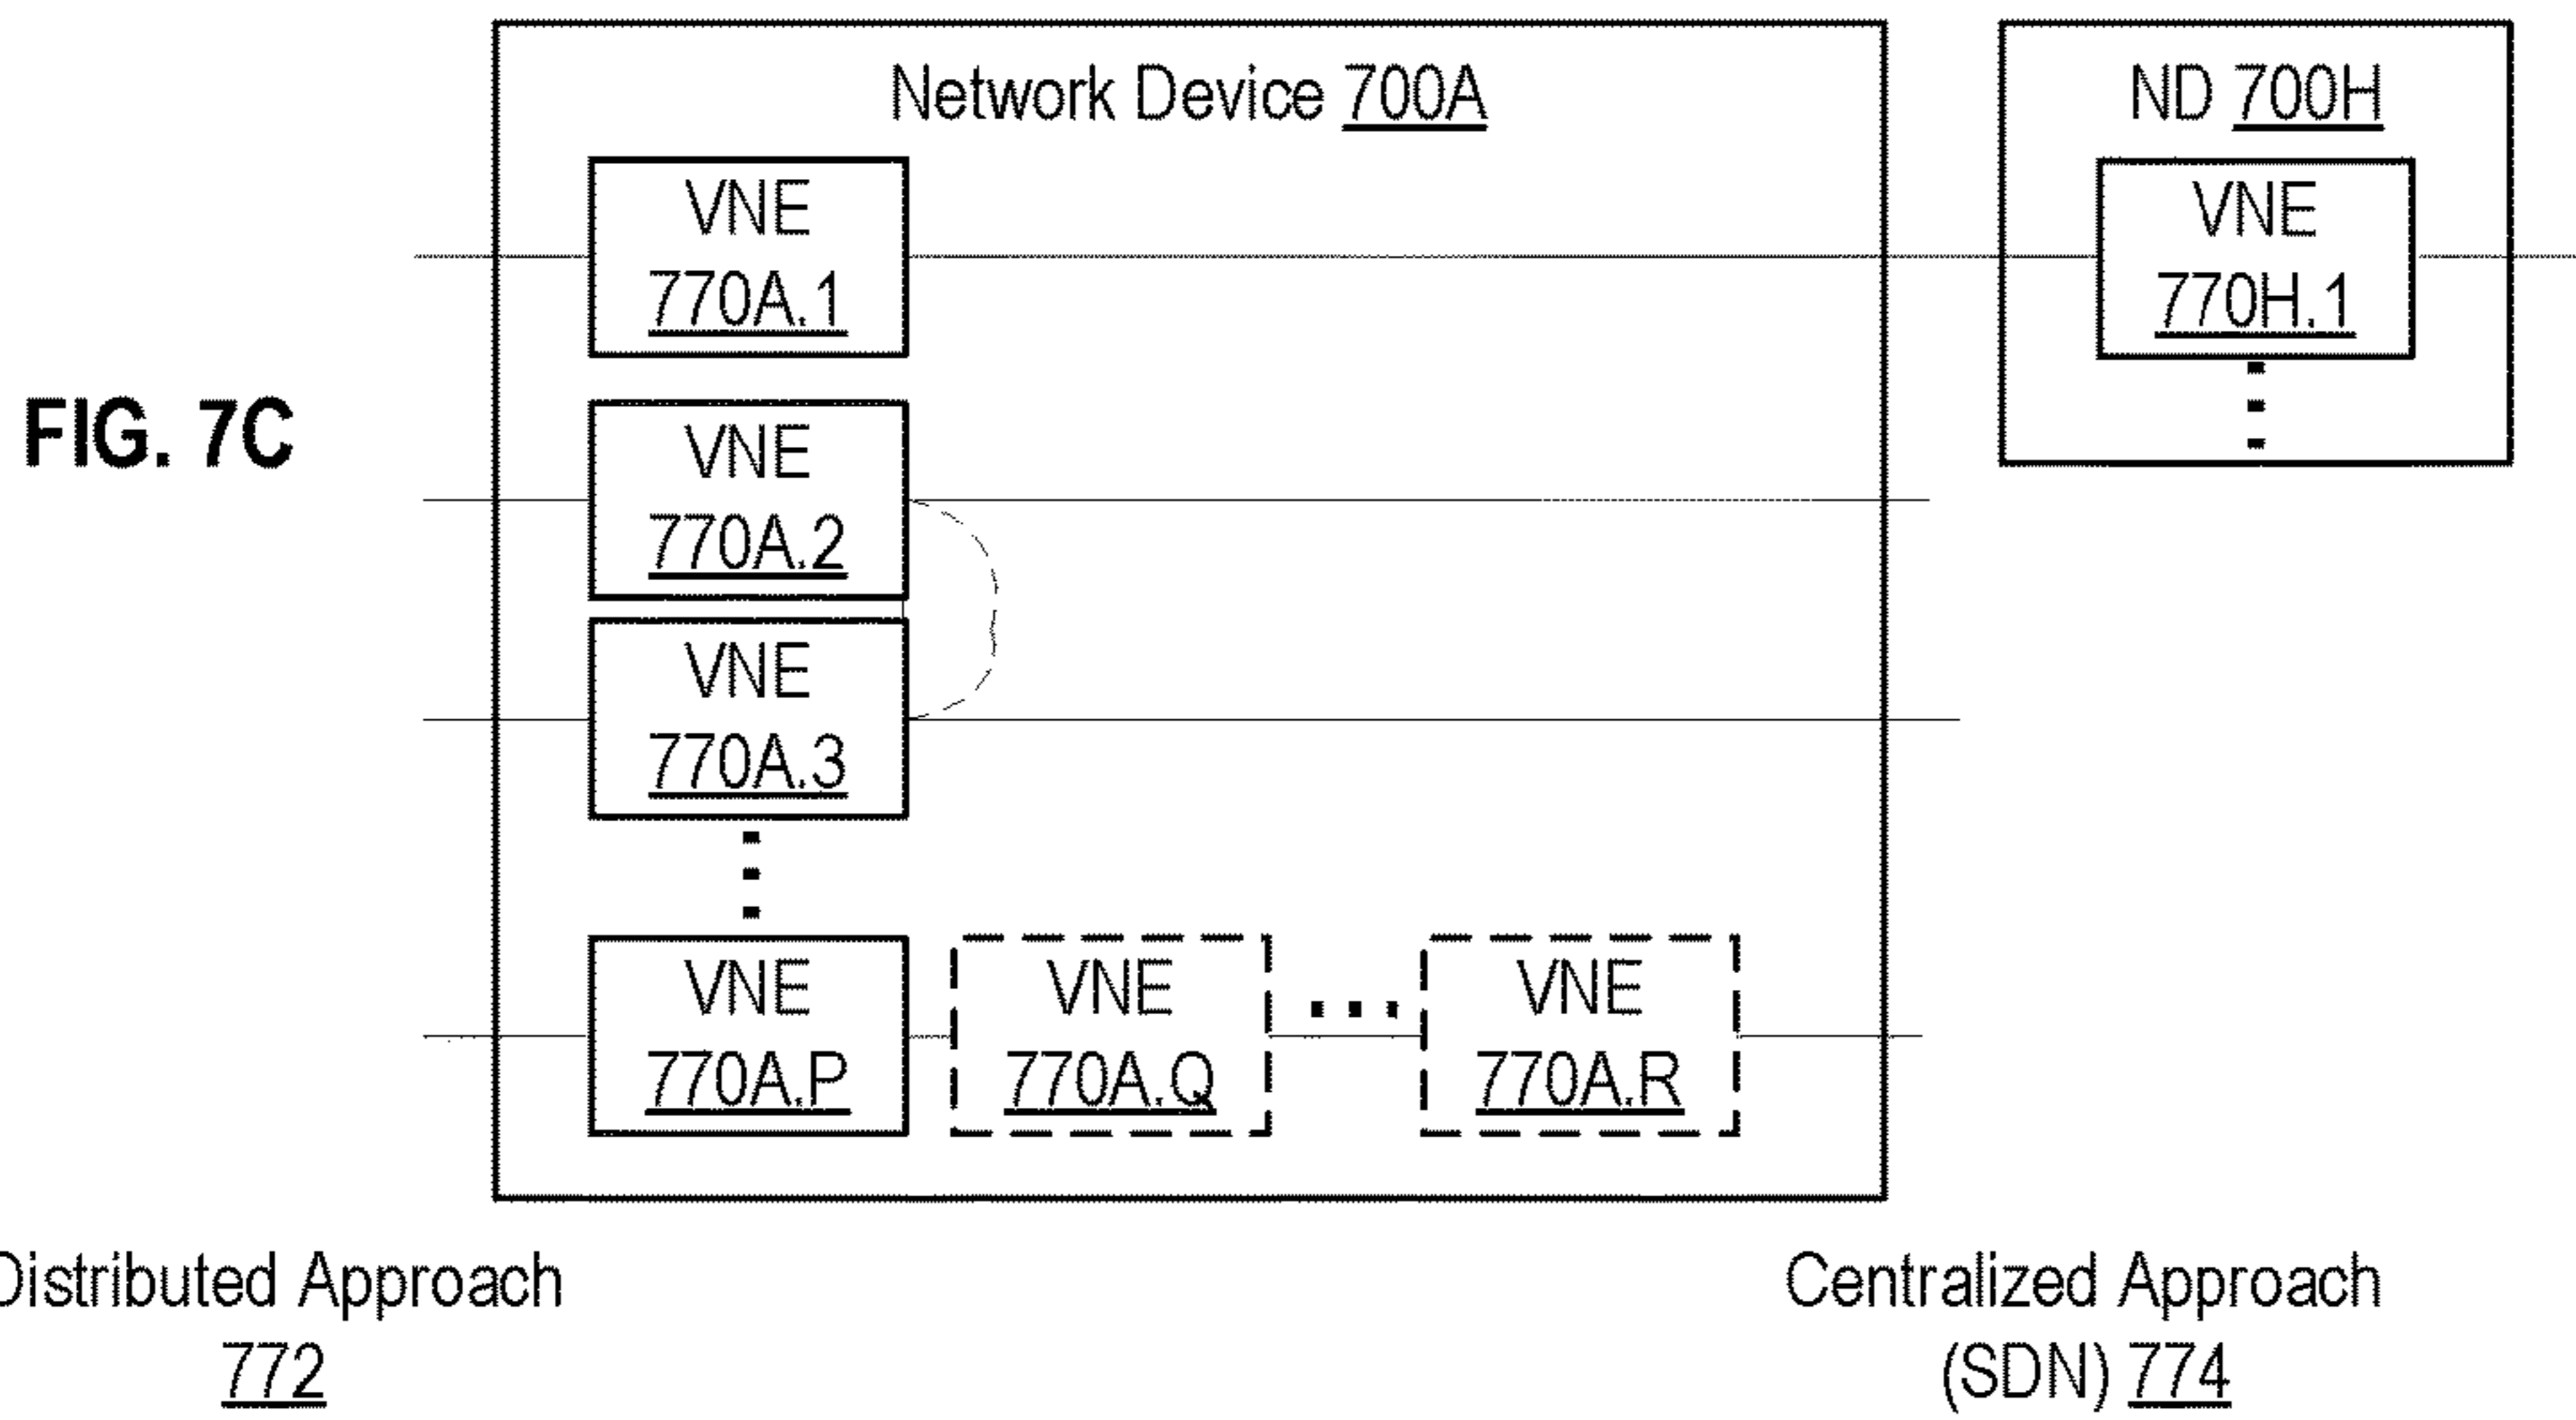 Network Device 700A
ND 700H
VNE
770A.1
VNE
770H.1
FIG. 7C
VNE
770A.2
VNE
770A.3
VNE
770A.P
VNE
770A.Q
VNE
770A.R
Distributed Approach
772
Centralized Approach
(SDN) 774